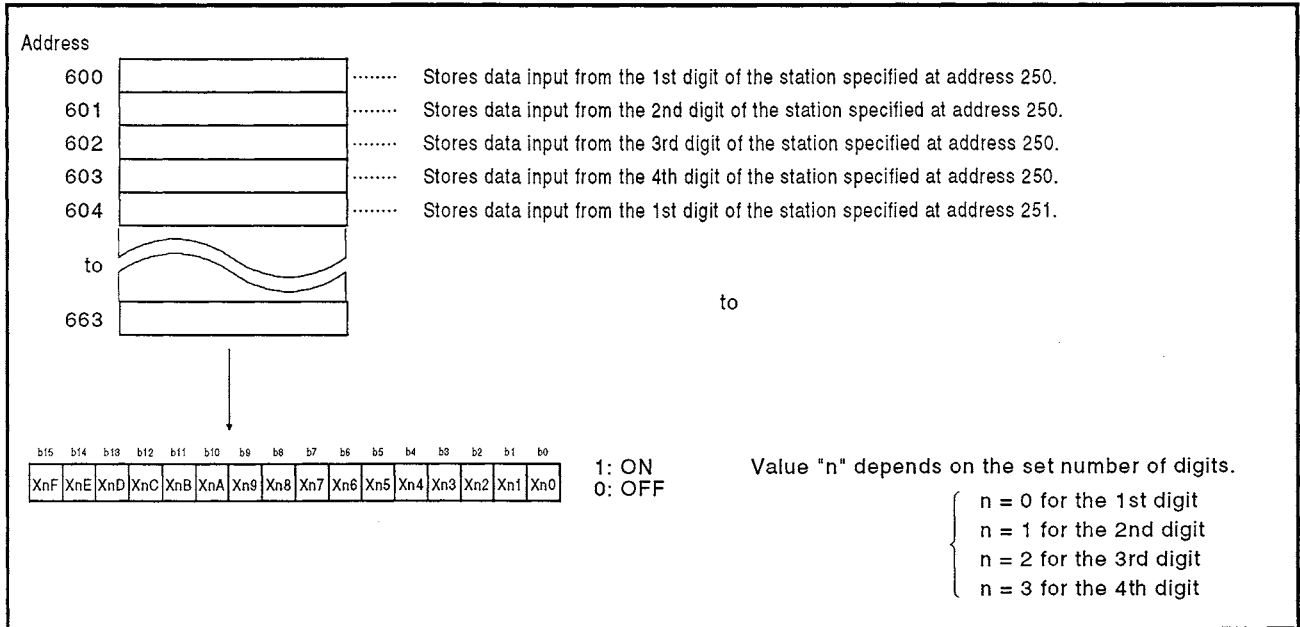 Address
600 ........ Stores data input from the 1st digit of the station specified at address 250.
601 ........ Stores data input from the 2nd digit of the station specified at address 250.
602 ........ Stores data input from the 3rd digit of the station specified at address 250.
603 ........ Stores data input from the 4th digit of the station specified at address 250.
604 ........ Stores data input from the 1st digit of the station specified at address 251.
to
to
663
b15 b14 b13 b12 b11 b10 b9 b8 b7 b6 b5 b4 b3 b2 b1 b0
XnF XnE XnD XnC XnB XnA Xn9 Xn8 Xn7 Xn6 Xn5 Xn4 Xn3 Xn2 Xn1 Xn0
1: ON
0: OFF
Value "n" depends on the set number of digits.
n = 0 for the 1st digit
n = 1 for the 2nd digit
n = 2 for the 3rd digit
n = 3 for the 4th digit